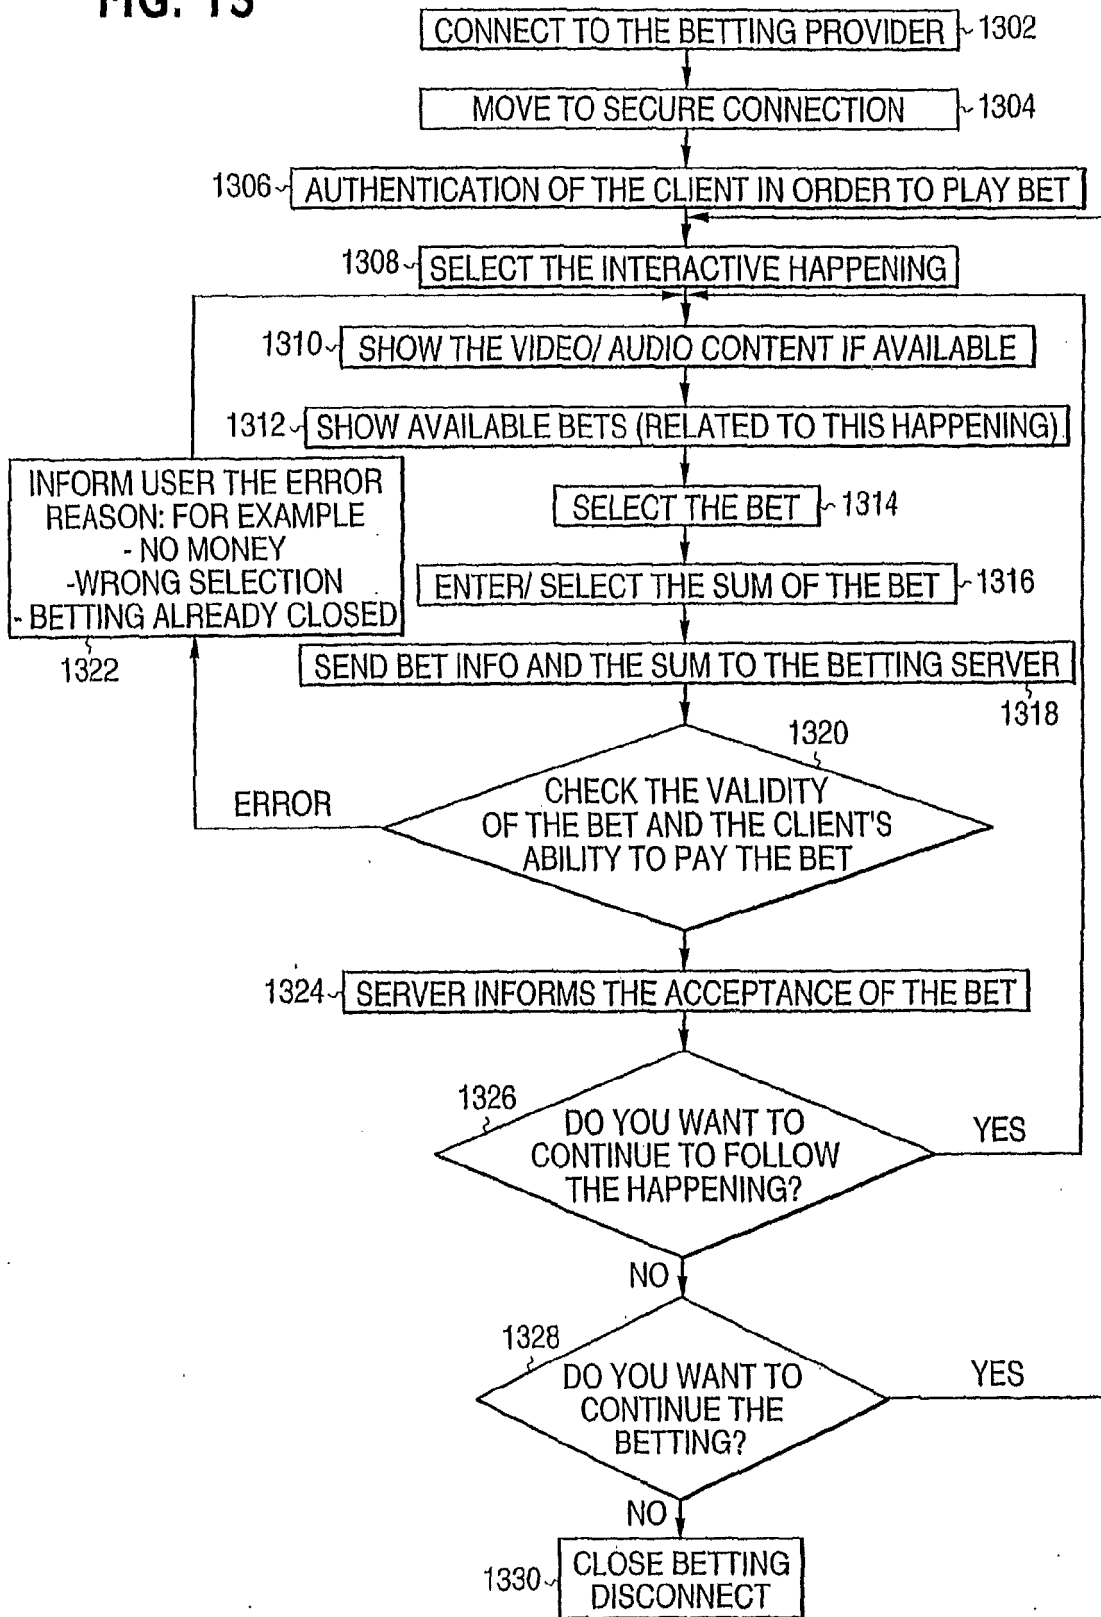 FIG. 13
CONNECT TO THE BETTING PROVIDER
1302
MOVE TO SECURE CONNECTION
1304
1306
AUTHENTICATION OF THE CLIENT IN ORDER TO PLAY BET
1308
SELECT THE INTERACTIVE HAPPENING
1310
SHOW THE VIDEO/ AUDIO CONTENT IF AVAILABLE
1312
SHOW AVAILABLE BETS (RELATED TO THIS HAPPENING)
INFORM USER THE ERROR
REASON: FOR EXAMPLE
- NO MONEY
-WRONG SELECTION
- BETTING ALREADY CLOSED
1322
SELECT THE BET
1314
ENTER/ SELECT THE SUM OF THE BET
1316
SEND BET INFO AND THE SUM TO THE BETTING SERVER
1318
1320
CHECK THE VALIDITY
OF THE BET AND THE CLIENT'S
ABILITY TO PAY THE BET
ERROR
1324
SERVER INFORMS THE ACCEPTANCE OF THE BET
1326
DO YOU WANT TO
CONTINUE TO FOLLOW
THE HAPPENING?
YES
NO
1328
DO YOU WANT TO
CONTINUE THE
BETTING?
YES
NO
1330
CLOSE BETTING
DISCONNECT